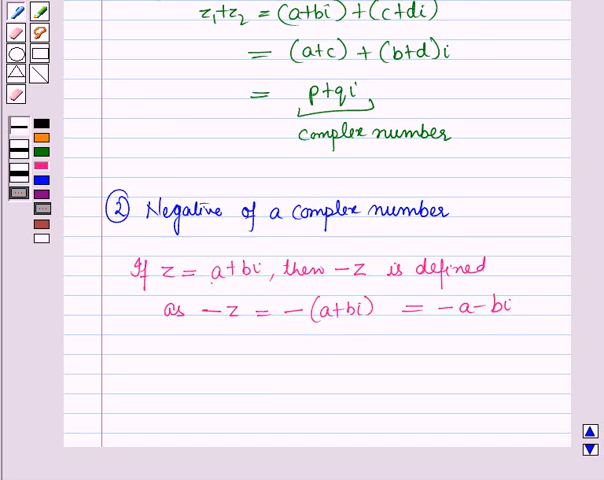 z₁+z₂ = (a+bi)+(c+di)
= (a+c) + (b+d)i
= p+qi
complex number
② Negative of a complex number
If z = a+bi, then -z is defined
as -z = -(a+bi) = -a-bi